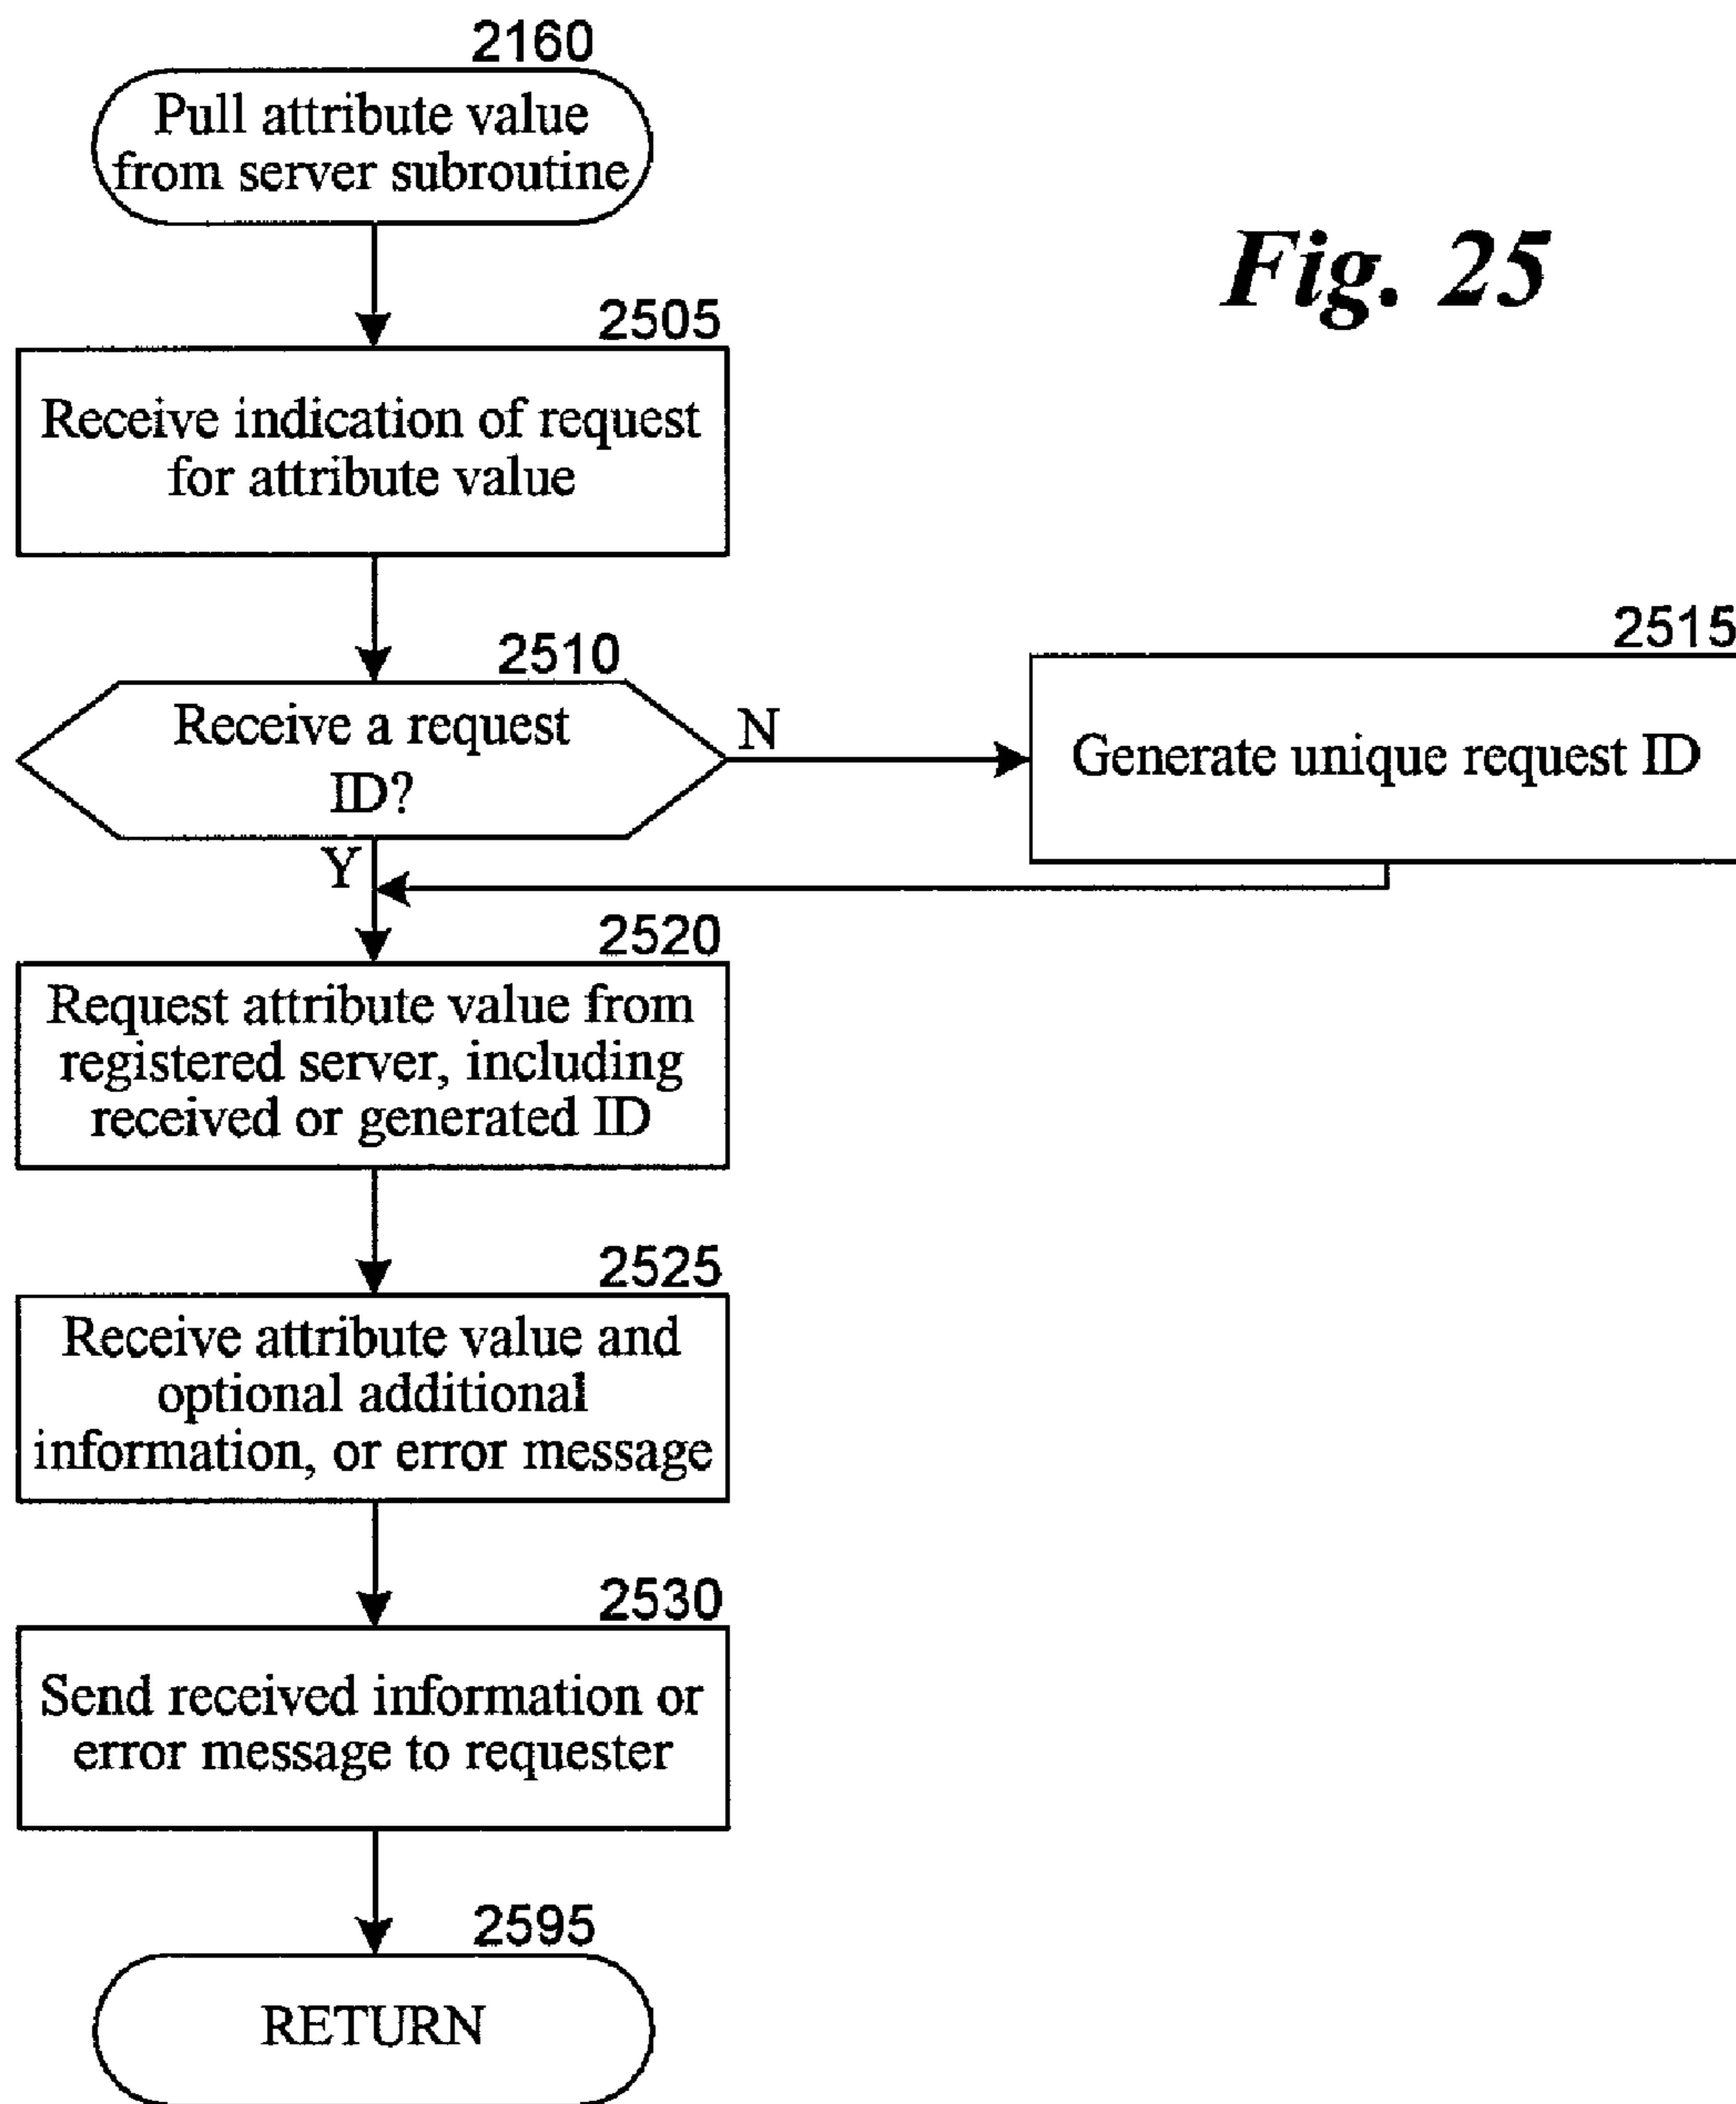 2160
Pull attribute value
from server subroutine
Fig. 25
2505
Receive indication of request
for attribute value
2510
Receive a request
ID?
N
2515
Generate unique request ID
Y
2520
Request attribute value from
registered server, including
received or generated ID
2525
Receive attribute value and
optional additional
information, or error message
2530
Send received information or
error message to requester
2595
RETURN